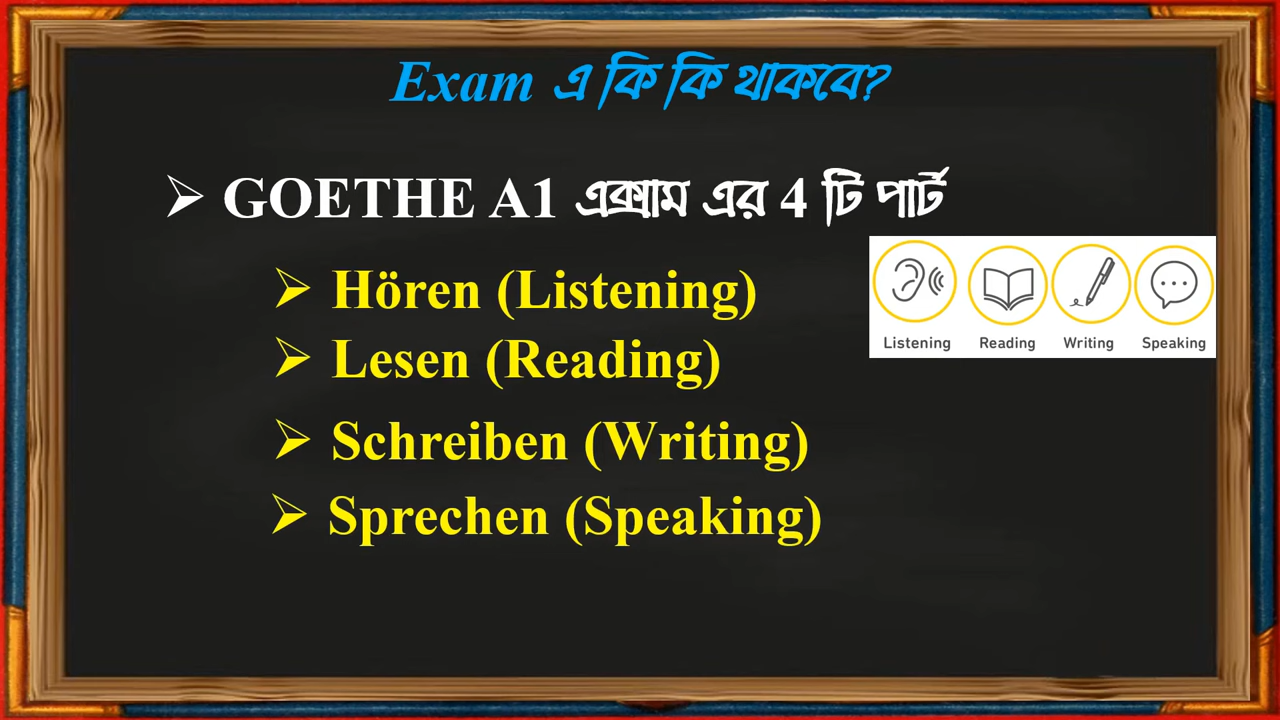 Exam এ কি কি থাকবে?
➢ GOETHE A1 এক্সাম এর 4 টি পার্ট
➢ Hören (Listening)
➢ Lesen (Reading)
➢ Schreiben (Writing)
➢ Sprechen (Speaking)
Listening Reading Writing Speaking